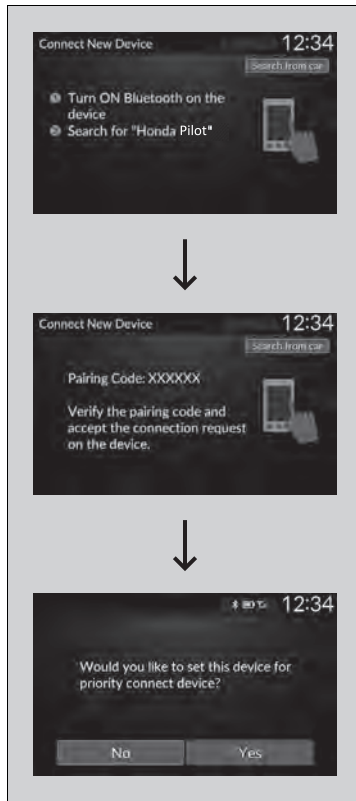 Connect New Device 12:34
Search from car
1 Turn ON Bluetooth on the
device
2 Search for "Honda Pilot"
Connect New Device 12:34
Search from car
Pairing Code: XXXXXX
Verify the pairing code and
accept the connection request
on the device.
12:34
Would you like to set this device for
priority connect device?
No Yes